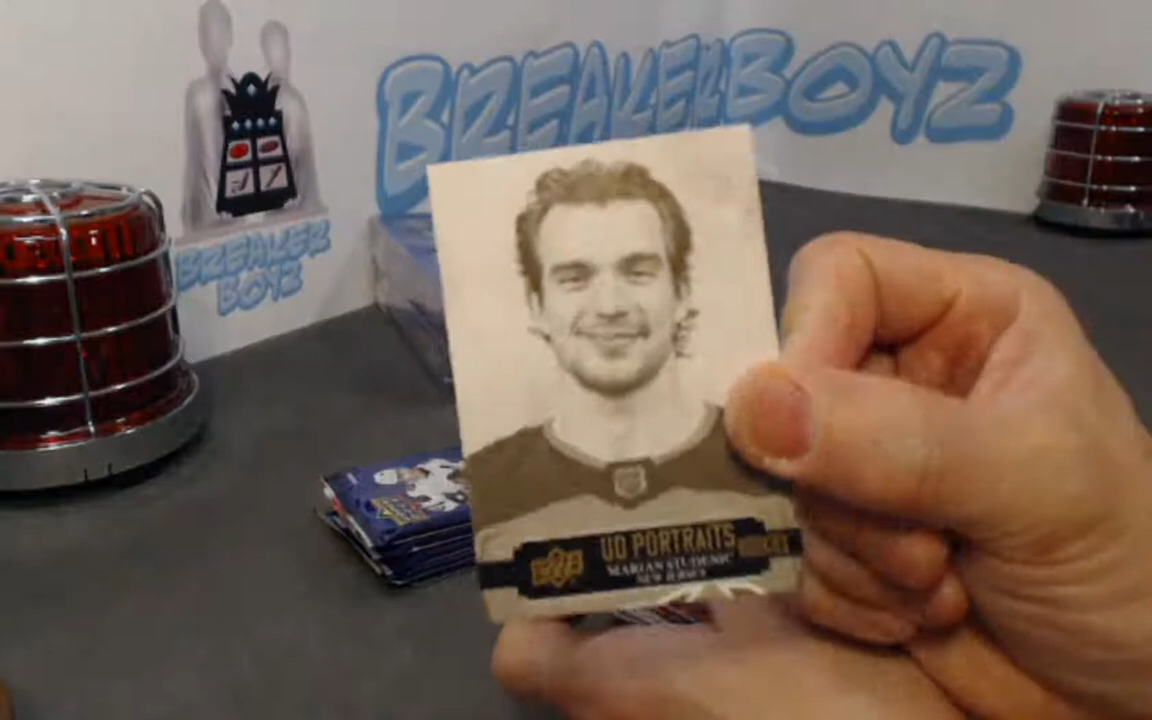 BREAKERBOYZ
BREAKER
BOYZ
UD PORTRAITS
MARIAN STUDENIC
NEW JERSEY